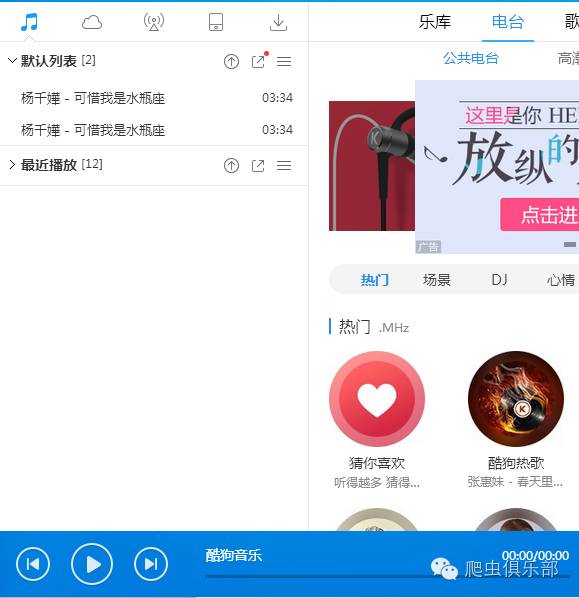 乐库 电台 歌
默认列表 [2]
杨千嬅 - 可惜我是水瓶座 03:34
杨千嬅 - 可惜我是水瓶座 03:34
最近播放 [12]
公共电台 高潮
这里是你 HE
放纵的
点击进
广告
热门 场景 DJ 心情
热门 .MHz
K
猜你喜欢 酷狗热歌
听得越多 猜得... 张惠妹 - 春天里...
酷狗音乐 00:00/00:00
爬虫俱乐部